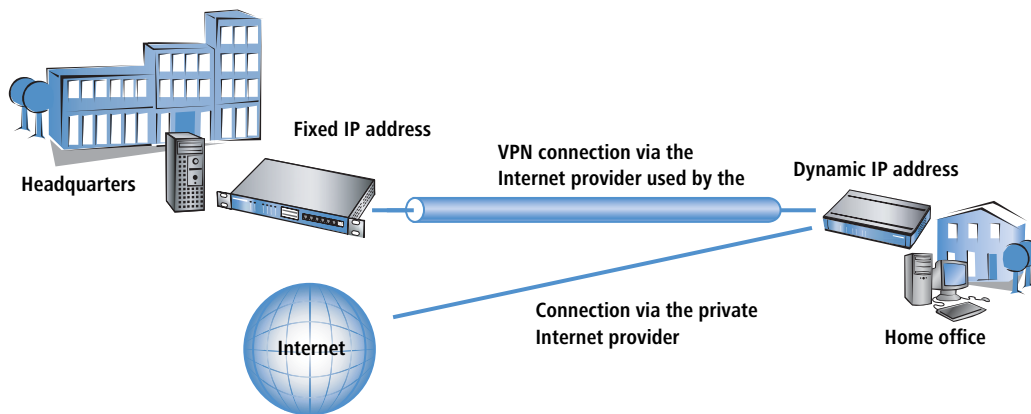 Fixed IP address
Headquarters
VPN connection via the
Internet provider used by the
Dynamic IP address
Internet
Connection via the private
Internet provider
Home office